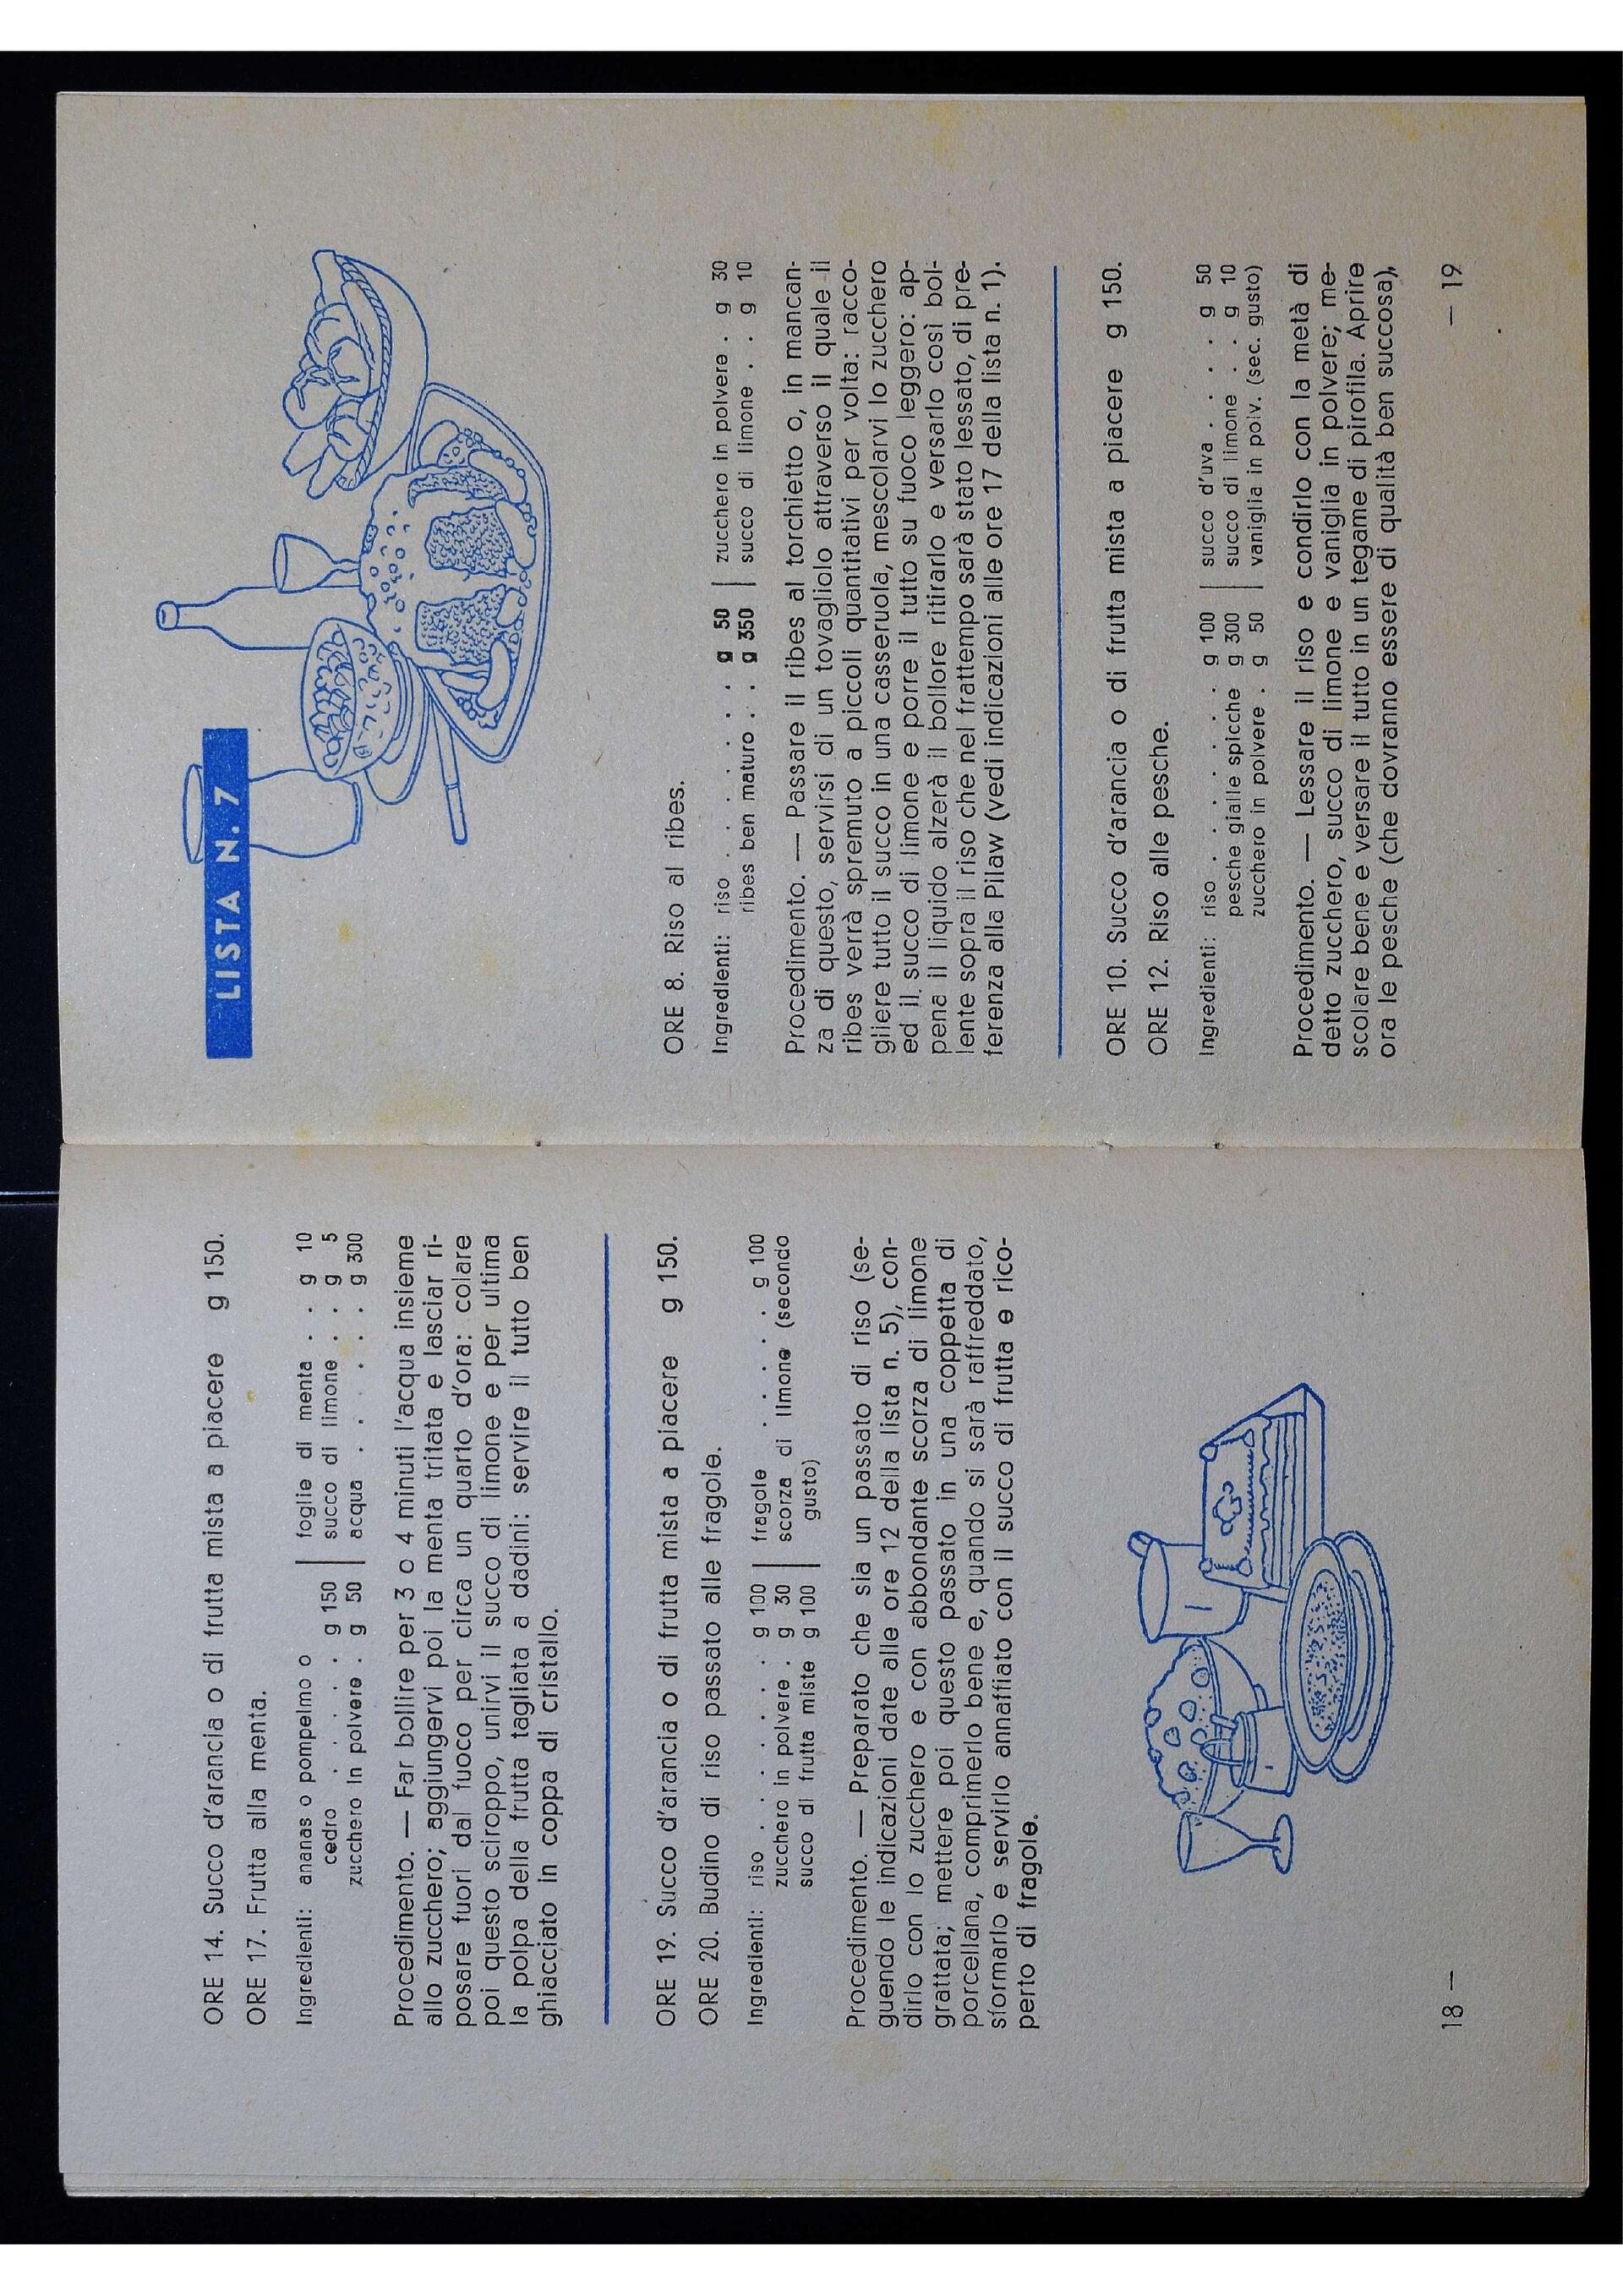 ORE 14. Succo d'arancia o di frutta mista a piacere g 150.
ORE 17. Frutta alla menta.
Ingredienti: ananas o pompelmo o
cedro . . . . . g 150
zucchero in polvere . g 50
foglie di menta . . g 10
succo di limone . . g 5
acqua . . . . . g 300
Procedimento. — Far bollire per 3 o 4 minuti l'acqua insieme
allo zucchero; aggiungervi poi la menta tritata e lasciar ri-
posare fuori dal fuoco per circa un quarto d'ora: colare
poi questo sciroppo, unirvi il succo di limone e per ultima
la polpa della frutta tagliata a dadini: servire il tutto ben
ghiacciato in coppa di cristallo.
ORE 19. Succo d'arancia o di frutta mista a piacere g 150.
ORE 20. Budino di riso passato alle fragole.
Ingredienti: riso . . . . . . g 100
zucchero in polvere . g 30
succo di frutta miste g 100
fragole . . . . . g 100
scorza di limone (secondo
gusto)
Procedimento. — Preparato che sia un passato di riso (se-
guendo le indicazioni date alle ore 12 della lista n. 5), con-
dirlo con lo zucchero e con abbondante scorza di limone
grattata; mettere poi questo passato in una coppetta di
porcellana, comprimerlo bene e, quando si sarà raffreddato,
sformarlo e servirlo annaffiato con il succo di frutta e rico-
perto di fragole.
18 —
LISTA N. 7
ORE 8. Riso al ribes.
Ingredienti: riso . . . . . . g 50
ribes ben maturo . . g 350
zucchero in polvere . g 30
succo di limone . . g 10
Procedimento. — Passare il ribes al torchietto o, in mancan-
za di questo, servirsi di un tovagliolo attraverso il quale il
ribes verrà spremuto a piccoli quantitativi per volta: racco-
gliere tutto il succo in una casseruola, mescolarvi lo zucchero
ed il succo di limone e porre il tutto su fuoco leggero: ap-
pena il liquido alzerà il bollore ritirarlo e versarlo così bol-
lente sopra il riso che nel frattempo sarà stato lessato, di pre-
ferenza alla Pilaw (vedi indicazioni alle ore 17 della lista n. 1).
ORE 10. Succo d'arancia o di frutta mista a piacere g 150.
ORE 12. Riso alle pesche.
Ingredienti: riso . . . . . . g 100
pesche gialle spicche g 300
zucchero in polvere . g 50
succo d'uva . . . . g 50
succo di limone . . g 10
vaniglia in polv. (sec. gusto)
Procedimento. — Lessare il riso e condirlo con la metà di
detto zucchero, succo di limone e vaniglia in polvere; me-
scolare bene e versare il tutto in un tegame di pirofila. Aprire
ora le pesche (che dovranno essere di qualità ben succosa),
— 19